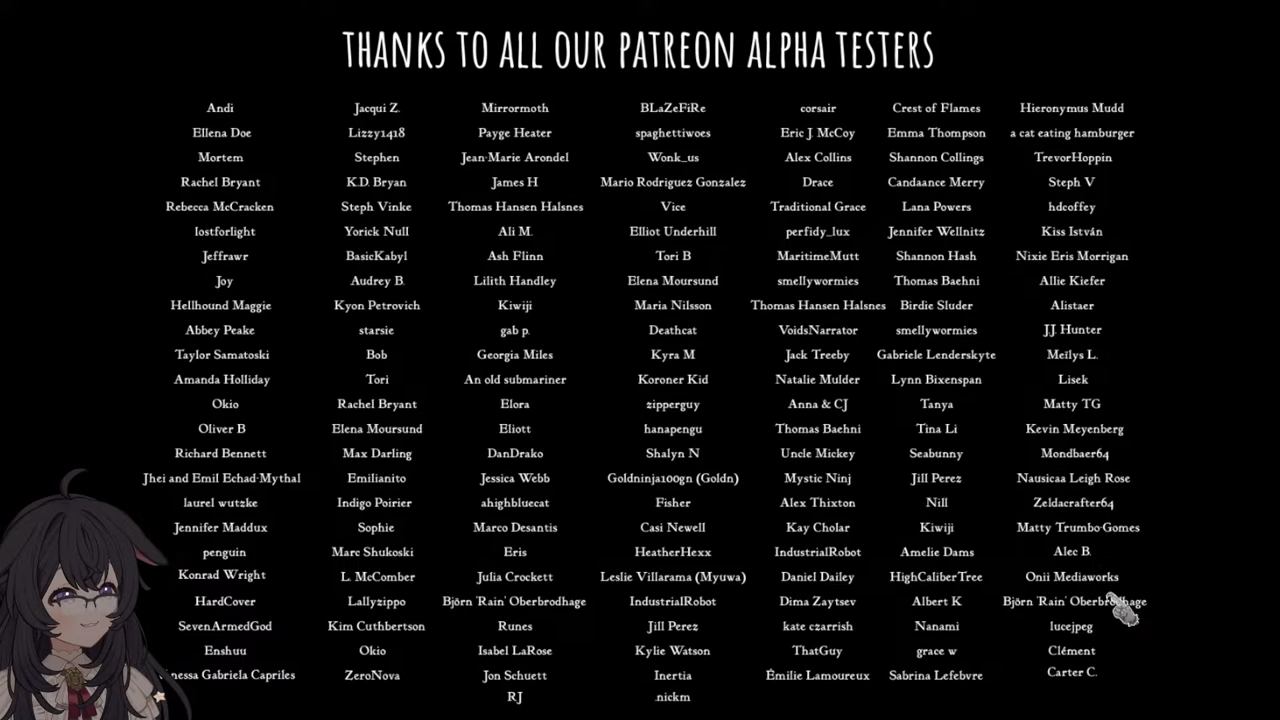 THANKS TO ALL OUR PATREON ALPHA TESTERS
Andi Jacqui Z. Mirrormoth BLaZeFiRe corsair Crest of Flames Hieronymus Mudd
Ellena Doe Lizzy1418 Payge Heater spaghettiwoes Eric J. McCoy Emma Thompson a cat eating hamburger
Mortem Stephen Jean-Marie Arondel Wonk_us Alex Collins Shannon Collings TrevorHoppin
Rachel Bryant K.D. Bryan James H Mario Rodriguez Gonzalez Drace Candaance Merry Steph V
Rebecca McCracken Steph Vinke Thomas Hansen Halsnes Vice Traditional Grace Lana Powers hdcoffey
lostforlight Yorick Null Ali M. Elliot Underhill perfidy_lux Jennifer Wellnitz Kiss István
Jeffrawr BasicKabyl Ash Flinn Tori B MaritimeMutt Shannon Hash Nixie Eris Morrigan
Joy Audrey B. Lilith Handley Elena Moursund smellywormies Thomas Baehni Allie Kiefer
Hellhound Maggie Kyon Petrovich Kiwiji Maria Nilsson Thomas Hansen Halsnes Birdie Sluder Alistaer
Abbey Peake starsie gab p. Deathcat VoidsNarrator smellywormies J.J. Hunter
Taylor Samatoski Bob Georgia Miles Kyra M Jack Treeby Gabriele Lenderskyte Meïlys L.
Amanda Holliday Tori An old submariner Koroner Kid Natalie Mulder Lynn Bixenspan Lisek
Okio Rachel Bryant Elora zipperguy Anna & CJ Tanya Matty TG
Oliver B Elena Moursund Eliott hanapengu Thomas Baehni Tina Li Kevin Meyenberg
Richard Bennett Max Darling DanDrako Shalyn N Uncle Mickey Seabunny Mondbaer64
Jhei and Emil Echad-Mythal Emilianito Jessica Webb Goldninja100gn (Goldn) Mystic Ninj Jill Perez Nausicaa Leigh Rose
laurel wutzke Indigo Poirier ahighbluecat Fisher Alex Thixton Nill Zeldacrafter64
Jennifer Maddux Sophie Marco Desantis Casi Newell Kay Cholar Kiwiji Matty Trumbo-Gomes
penguin Marc Shukoski Eris HeatherHexx IndustrialRobot Amelie Dams Alec B.
Konrad Wright L. McComber Julia Crockett Leslie Villarama (Myuwa) Daniel Dailey HighCaliberTree Onii Mediaworks
HardCover Lallyzippo Björn 'Rain' Oberbrodhage IndustrialRobot Dima Zaytsev Albert K Björn 'Rain' Oberbrodhage
SevenArmedGod Kim Cuthbertson Runes Jill Perez kate czarrish Nanami lucejpeg
Enshuu Okio Isabel LaRose Kylie Watson ThatGuy grace w Clément
Gabriela Capriles ZeroNova Jon Schuett Inertia Émilie Lamoureux Sabrina Lefebvre Carter C.
RJ .nickm